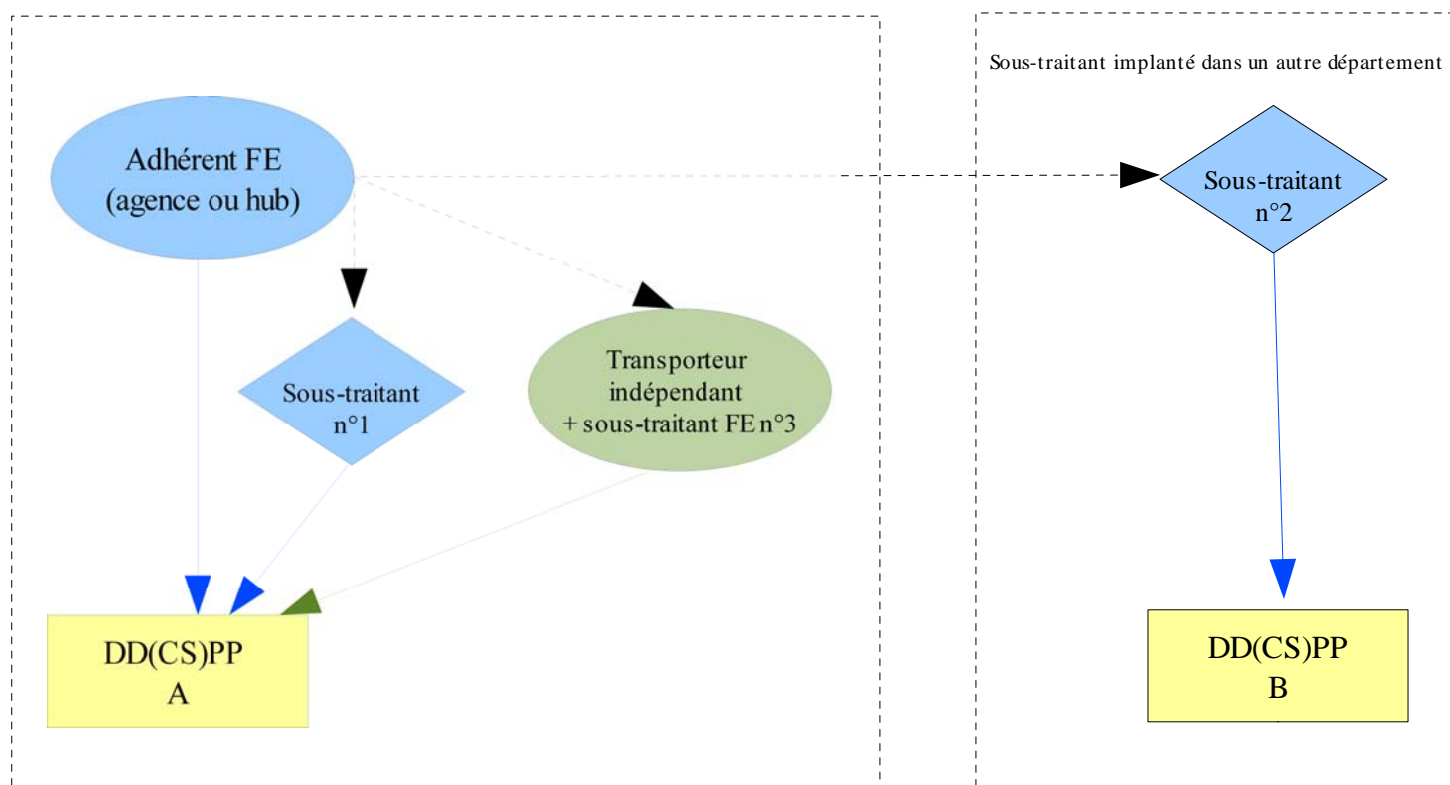 Sous-traitant implanté dans un autre département
Adhérent FE
(agence ou hub)
Sous-traitant
n°2
Sous-traitant
n°1
Transporteur
indépendant
+ sous-traitant FE n°3
DD(CS)PP
A
DD(CS)PP
B